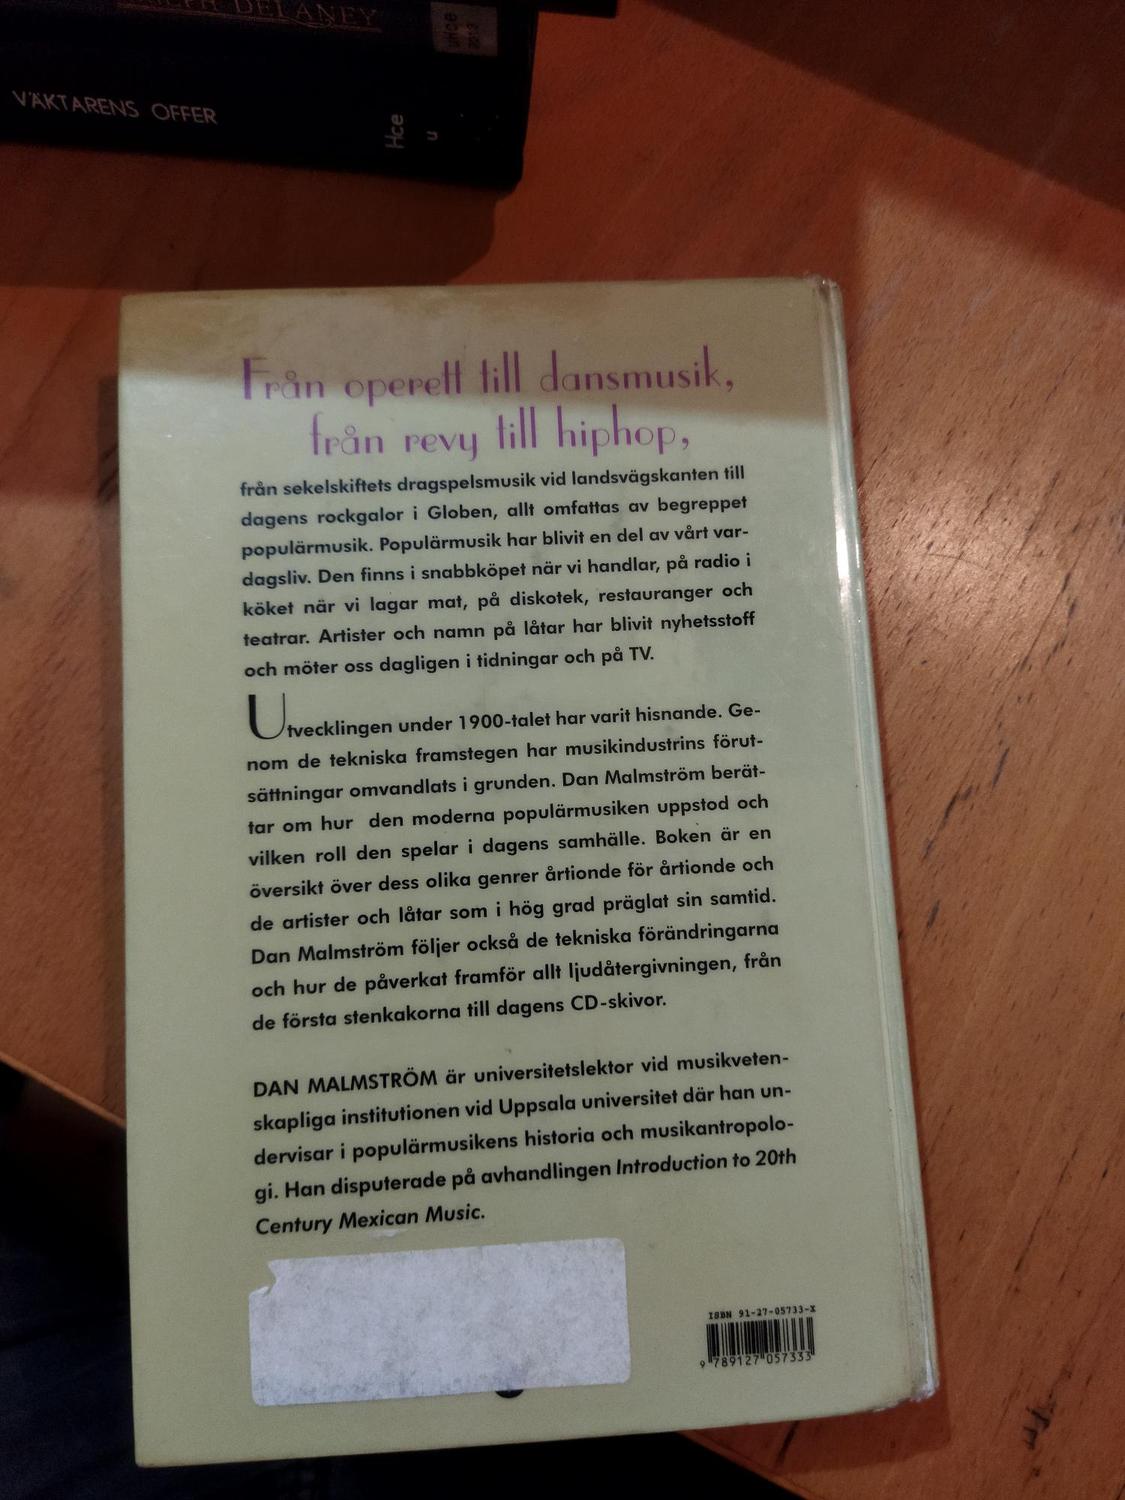 DELANEY
VÄKTARENS OFFER
Hce
u
Från operett till dansmusik,
från revy till hiphop,
från sekelskiftets dragspelsmusik vid landsvägskanten till
dagens rockgalor i Globen, allt omfattas av begreppet
populärmusik. Populärmusik har blivit en del av vårt var-
dagsliv. Den finns i snabbköpet när vi handlar, på radio i
köket när vi lagar mat, på diskotek, restauranger och
teatrar. Artister och namn på låtar har blivit nyhetsstoff
och möter oss dagligen i tidningar och på TV.
Utvecklingen under 1900-talet har varit hisnande. Ge-
nom de tekniska framstegen har musikindustrins förut-
sättningar omvandlats i grunden. Dan Malmström berät-
tar om hur den moderna populärmusiken uppstod och
vilken roll den spelar i dagens samhälle. Boken är en
översikt över dess olika genrer årtionde för årtionde och
de artister och låtar som i hög grad präglat sin samtid.
Dan Malmström följer också de tekniska förändringarna
och hur de påverkat framför allt ljudåtergivningen, från
de första stenkakorna till dagens CD-skivor.
DAN MALMSTRÖM är universitetslektor vid musikveten-
skapliga institutionen vid Uppsala universitet där han un-
dervisar i populärmusikens historia och musikantropolo-
gi. Han disputerade på avhandlingen Introduction to 20th
Century Mexican Music.
ISBN 91-27-05733-X
9 789127 057333